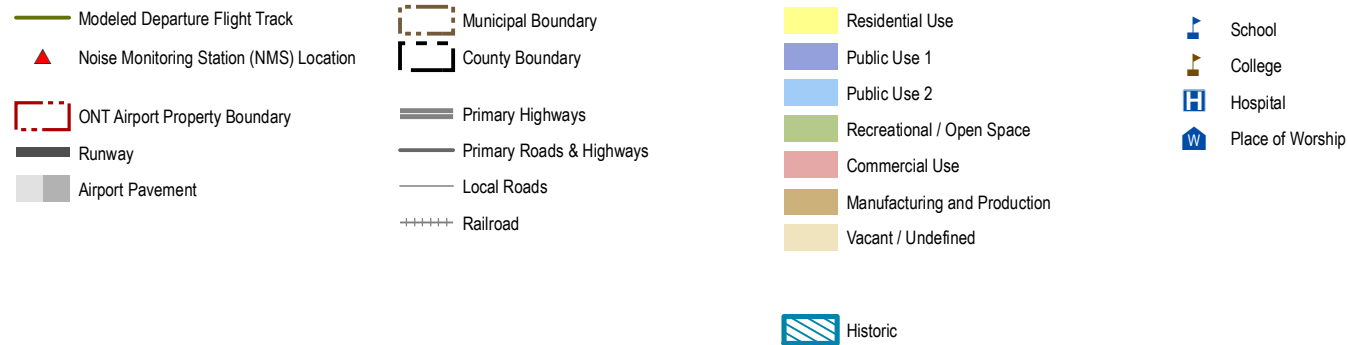 Modeled Departure Flight Track
Noise Monitoring Station (NMS) Location
ONT Airport Property Boundary
Runway
Airport Pavement
Municipal Boundary
County Boundary
Primary Highways
Primary Roads & Highways
Local Roads
Railroad
Residential Use
Public Use 1
Public Use 2
Recreational / Open Space
Commercial Use
Manufacturing and Production
Vacant / Undefined
Historic
School
College
H Hospital
W Place of Worship